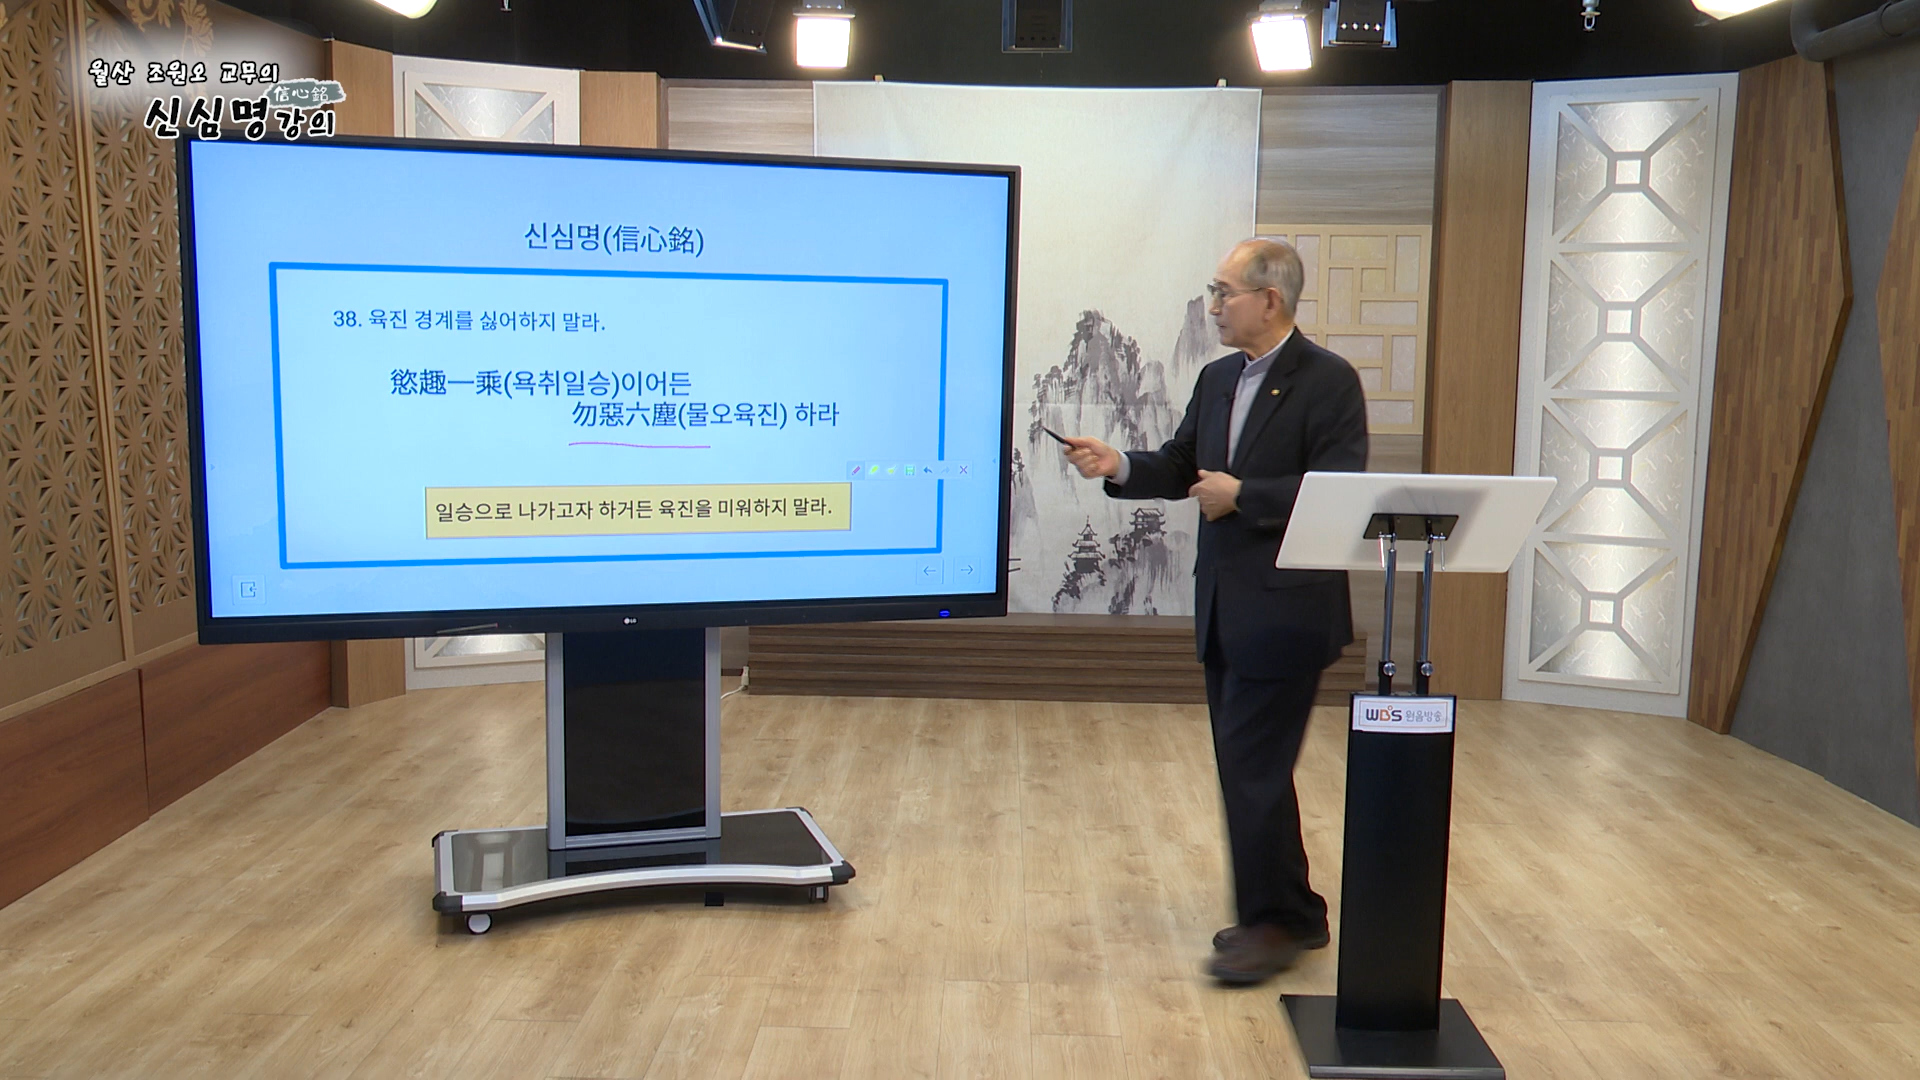 월산 조원오 교무의
신심명 강의
信心銘
신심명(信心銘)
38. 육진 경계를 싫어하지 말라.
慾趣一乘(욕취일승)이어든
勿惡六塵(물오육진) 하라
일승으로 나가고자 하거든 육진을 미워하지 말라.
LG
WBS 원음방송